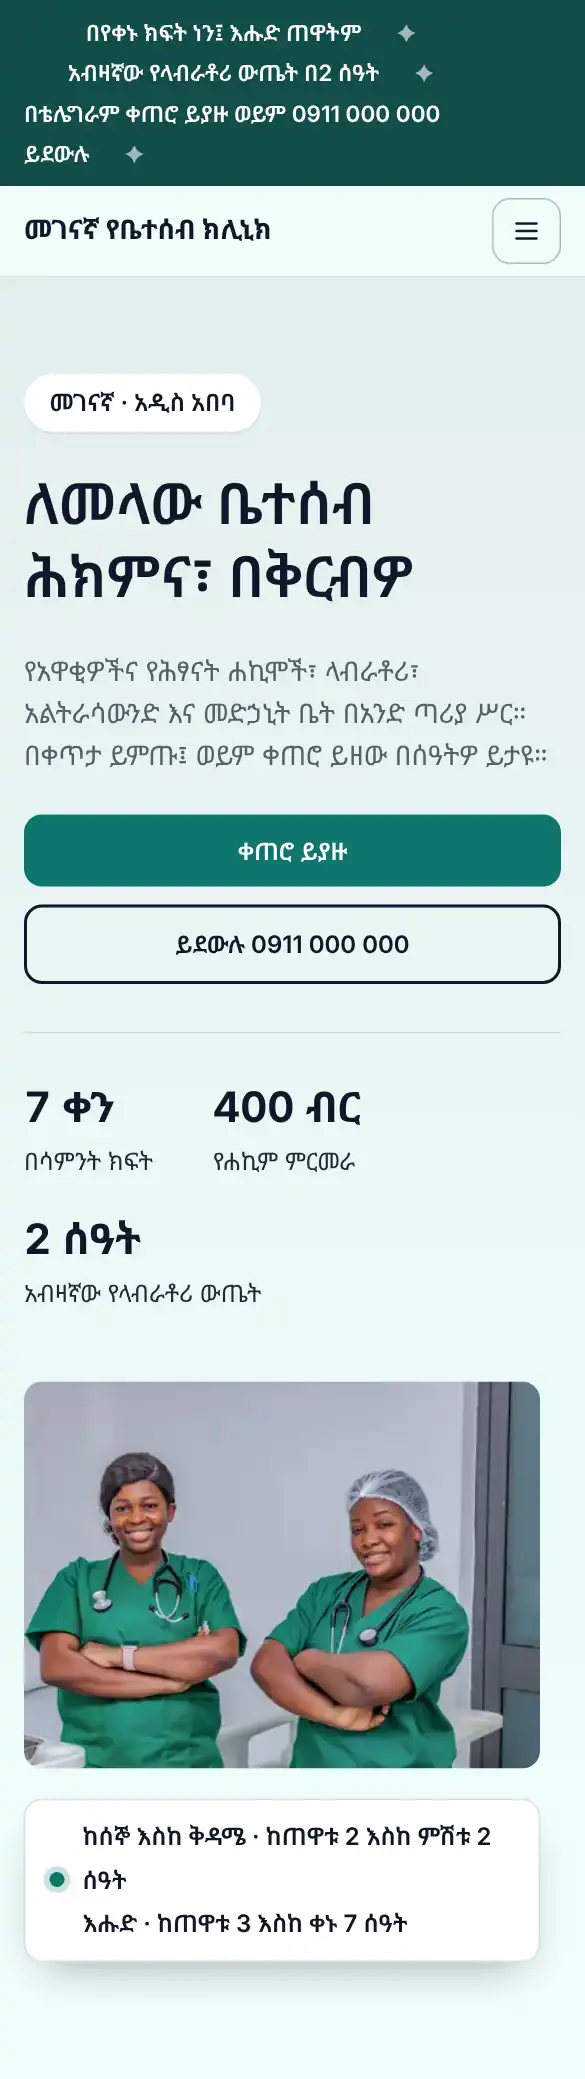 በየቀኑ ክፍት ነን፤ እሑድ ጠዋትም ✦
አብዛኛው የላብራቶሪ ውጤት በ2 ሰዓት ✦
በቴሌግራም ቀጠሮ ይያዙ ወይም 0911 000 000
ይደውሉ ✦
መገናኛ የቤተሰብ ክሊኒክ
መገናኛ · አዲስ አበባ
ለመላው ቤተሰብ
ሕክምና፣ በቅርብዎ
የአዋቂዎችና የሕፃናት ሐኪሞች፣ ላብራቶሪ፣
አልትራሳውንድ እና መድኃኒት ቤት በአንድ ጣሪያ ሥር።
በቀጥታ ይምጡ፤ ወይም ቀጠሮ ይዘው በሰዓትዎ ይታዩ።
ቀጠሮ ይያዙ
ይደውሉ 0911 000 000
7 ቀን
በሳምንት ክፍት
400 ብር
የሐኪም ምርመራ
2 ሰዓት
አብዛኛው የላብራቶሪ ውጤት
ከሰኞ እስከ ቅዳሜ · ከጠዋቱ 2 እስከ ምሽቱ 2
ሰዓት
እሑድ · ከጠዋቱ 3 እስከ ቀኑ 7 ሰዓት